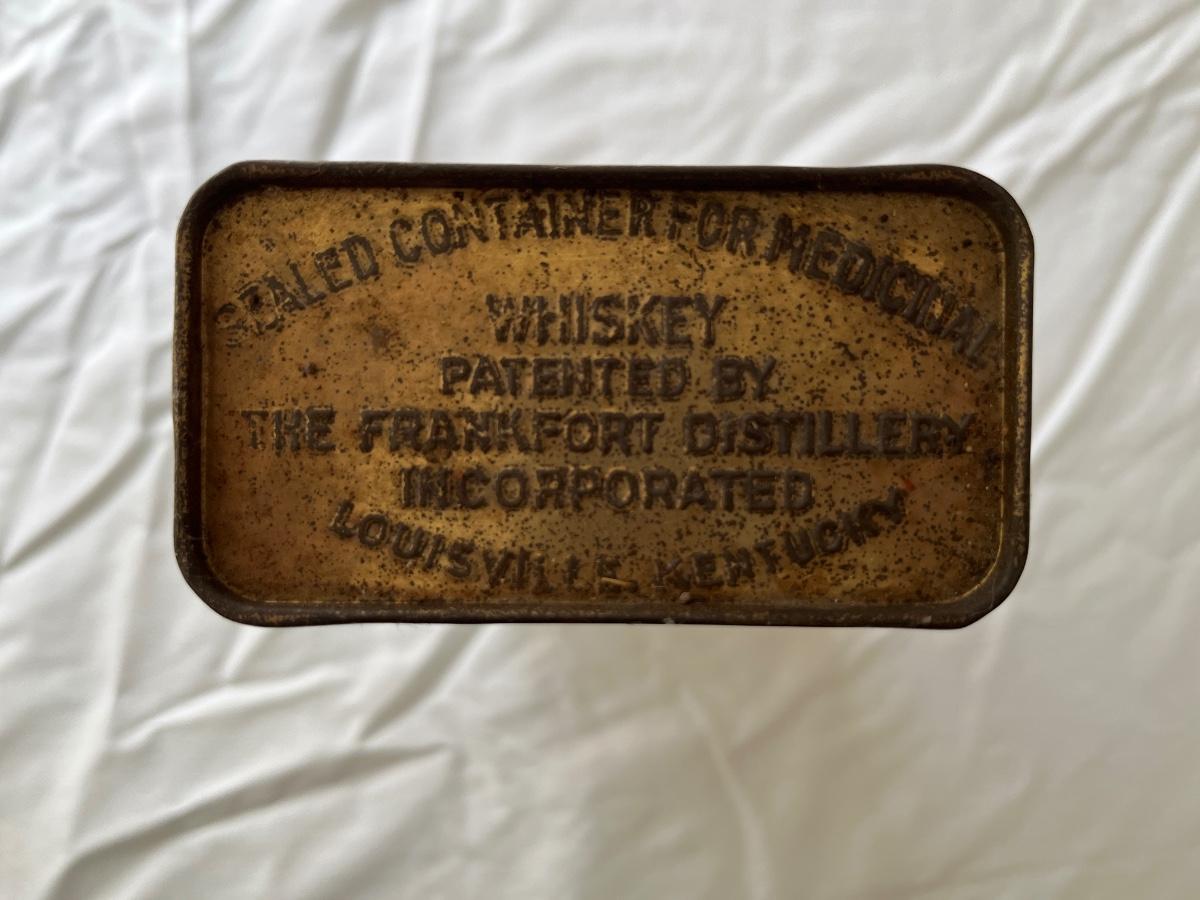 SEALED CONTAINER FOR MEDICINAL
WHISKEY
PATENTED BY
THE FRANKFORT DISTILLERY
INCORPORATED
LOUISVILLE, KENTUCKY